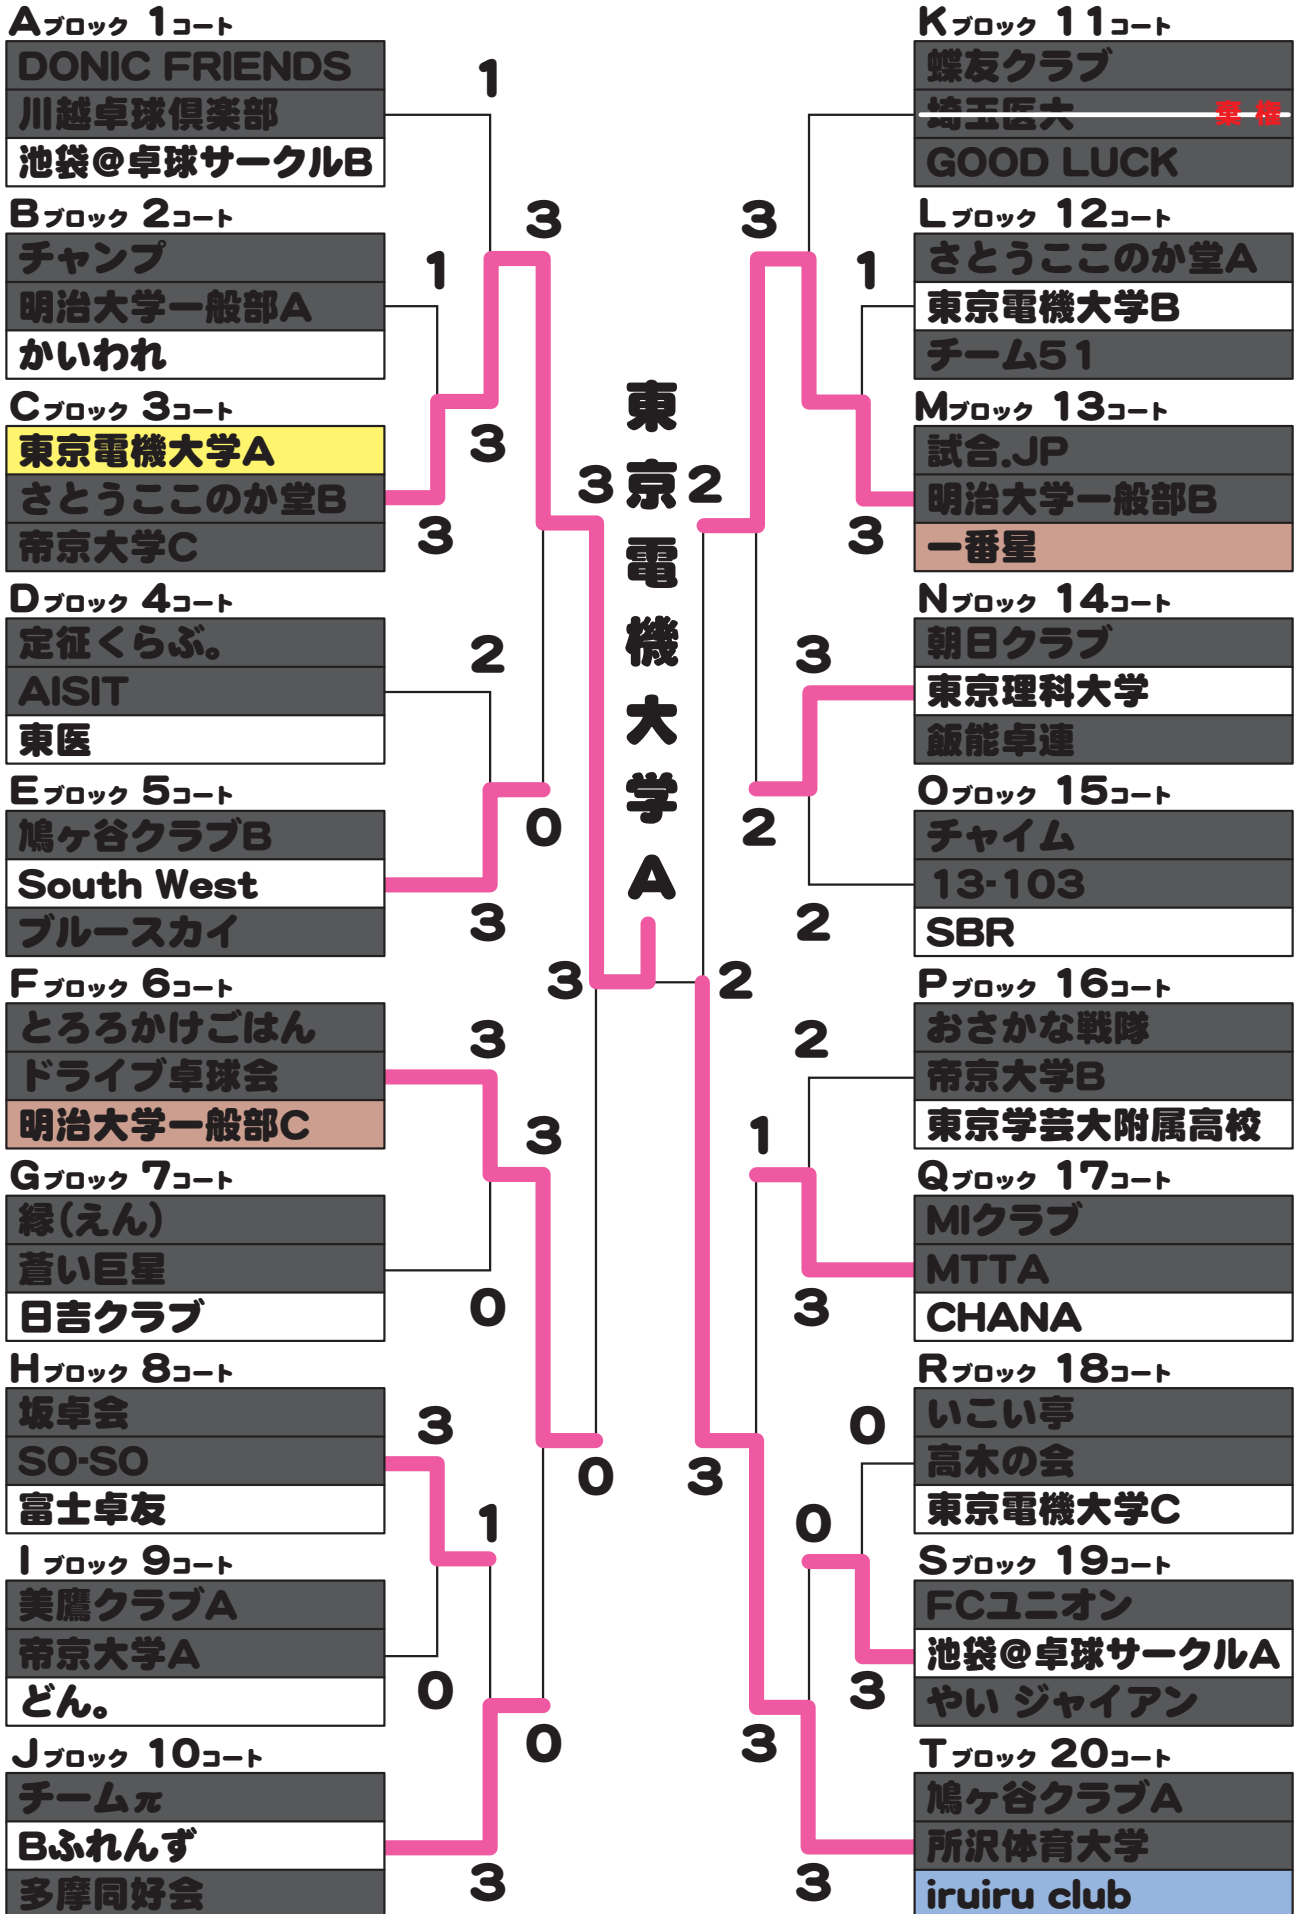 Aブロック 1コート
DONIC FRIENDS
川越卓球倶楽部
池袋@卓球サークルB
Bブロック 2コート
チャンプ
明治大学一般部A
かいわれ
Cブロック 3コート
東京電機大学A
さとうここのか堂B
帝京大学C
Dブロック 4コート
定征くらぶ。
AISIT
東医
Eブロック 5コート
鳩ヶ谷クラブB
South West
ブルースカイ
Fブロック 6コート
とろろかけごはん
ドライブ卓球会
明治大学一般部C
Gブロック 7コート
縁(えん)
蒼い巨星
日吉クラブ
Hブロック 8コート
坂卓会
SO-SO
富士卓友
Iブロック 9コート
美鷹クラブA
帝京大学A
どん。
Jブロック 10コート
チームπ
Bふれんず
多摩同好会
1
1
3
3
3
2
3
0
3
0
3
3
0
1
3
0
3
0
3
3
東京電機大学A
2
2
3
3
1
3
3
2
2
2
1
3
0
0
3
3
3
Kブロック 11コート
蝶友クラブ
埼玉医大 棄権
GOOD LUCK
Lブロック 12コート
さとうここのか堂A
東京電機大学B
チーム51
Mブロック 13コート
試合.JP
明治大学一般部B
一番星
Nブロック 14コート
朝日クラブ
東京理科大学
飯能卓連
Oブロック 15コート
チャイム
13-103
SBR
Pブロック 16コート
おさかな戦隊
帝京大学B
東京学芸大附属高校
Qブロック 17コート
MIクラブ
MTTA
CHANA
Rブロック 18コート
いこい亭
高木の会
東京電機大学C
Sブロック 19コート
FCユニオン
池袋@卓球サークルA
やい ジャイアン
Tブロック 20コート
鳩ヶ谷クラブA
所沢体育大学
iruiru club